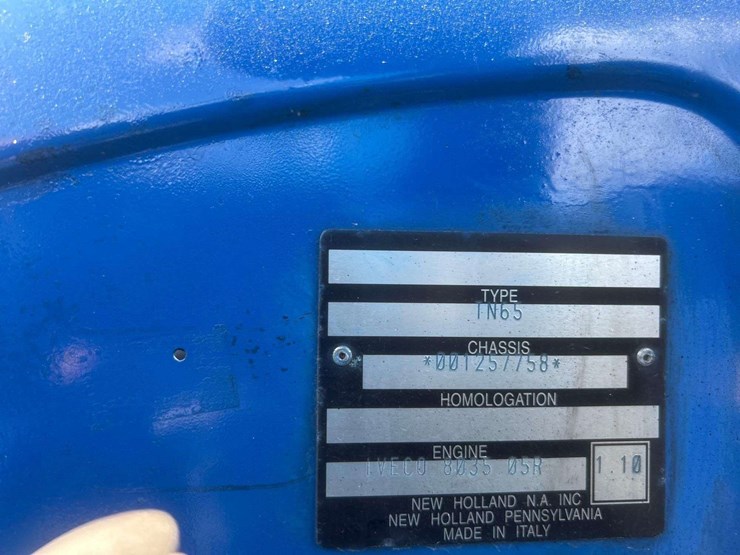 TYPE
TN65
CHASSIS
*001257758*
HOMOLOGATION
ENGINE
IVECO 8035 05R
1.10
NEW HOLLAND N.A. INC
NEW HOLLAND PENNSYLVANIA
MADE IN ITALY